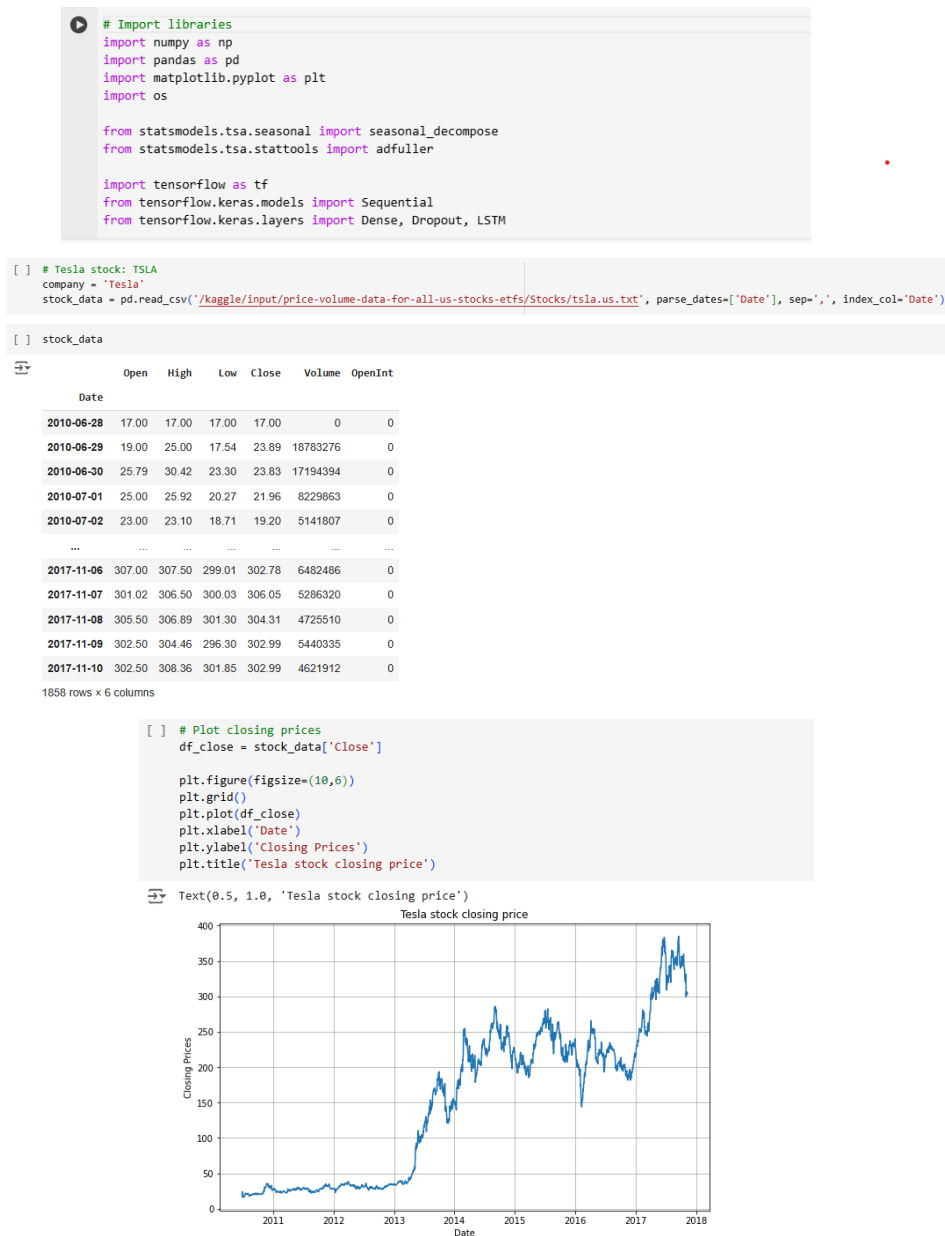 # Import libraries
import numpy as np
import pandas as pd
import matplotlib.pyplot as plt
import os
from statsmodels.tsa.seasonal import seasonal_decompose
from statsmodels.tsa.stattools import adfuller
import tensorflow as tf
from tensorflow.keras.models import Sequential
from tensorflow.keras.layers import Dense, Dropout, LSTM
[ ] # Tesla stock: TSLA
company = 'Tesla'
stock_data = pd.read_csv('/kaggle/input/price-volume-data-for-all-us-stocks-etfs/Stocks/tsla.us.txt', parse_dates=['Date'], sep=',', index_col='Date')
[ ] stock_data
Open High Low Close Volume OpenInt
Date
2010-06-28 17.00 17.00 17.00 17.00 0 0
2010-06-29 19.00 25.00 17.54 23.89 18783276 0
2010-06-30 25.79 30.42 23.30 23.83 17194394 0
2010-07-01 25.00 25.92 20.27 21.96 8229863 0
2010-07-02 23.00 23.10 18.71 19.20 5141807 0
... ... ... ... ... ... ...
2017-11-06 307.00 307.50 299.01 302.78 6482486 0
2017-11-07 301.02 306.50 300.03 306.05 5286320 0
2017-11-08 305.50 306.89 301.30 304.31 4725510 0
2017-11-09 302.50 304.46 296.30 302.99 5440335 0
2017-11-10 302.50 308.36 301.85 302.99 4621912 0
1858 rows × 6 columns
[ ] # Plot closing prices
df_close = stock_data['Close']
plt.figure(figsize=(10,6))
plt.grid()
plt.plot(df_close)
plt.xlabel('Date')
plt.ylabel('Closing Prices')
plt.title('Tesla stock closing price')
Text(0.5, 1.0, 'Tesla stock closing price')
Tesla stock closing price
400
350
300
250
200
150
100
50
0
Closing Prices
2011 2012 2013 2014 2015 2016 2017 2018
Date